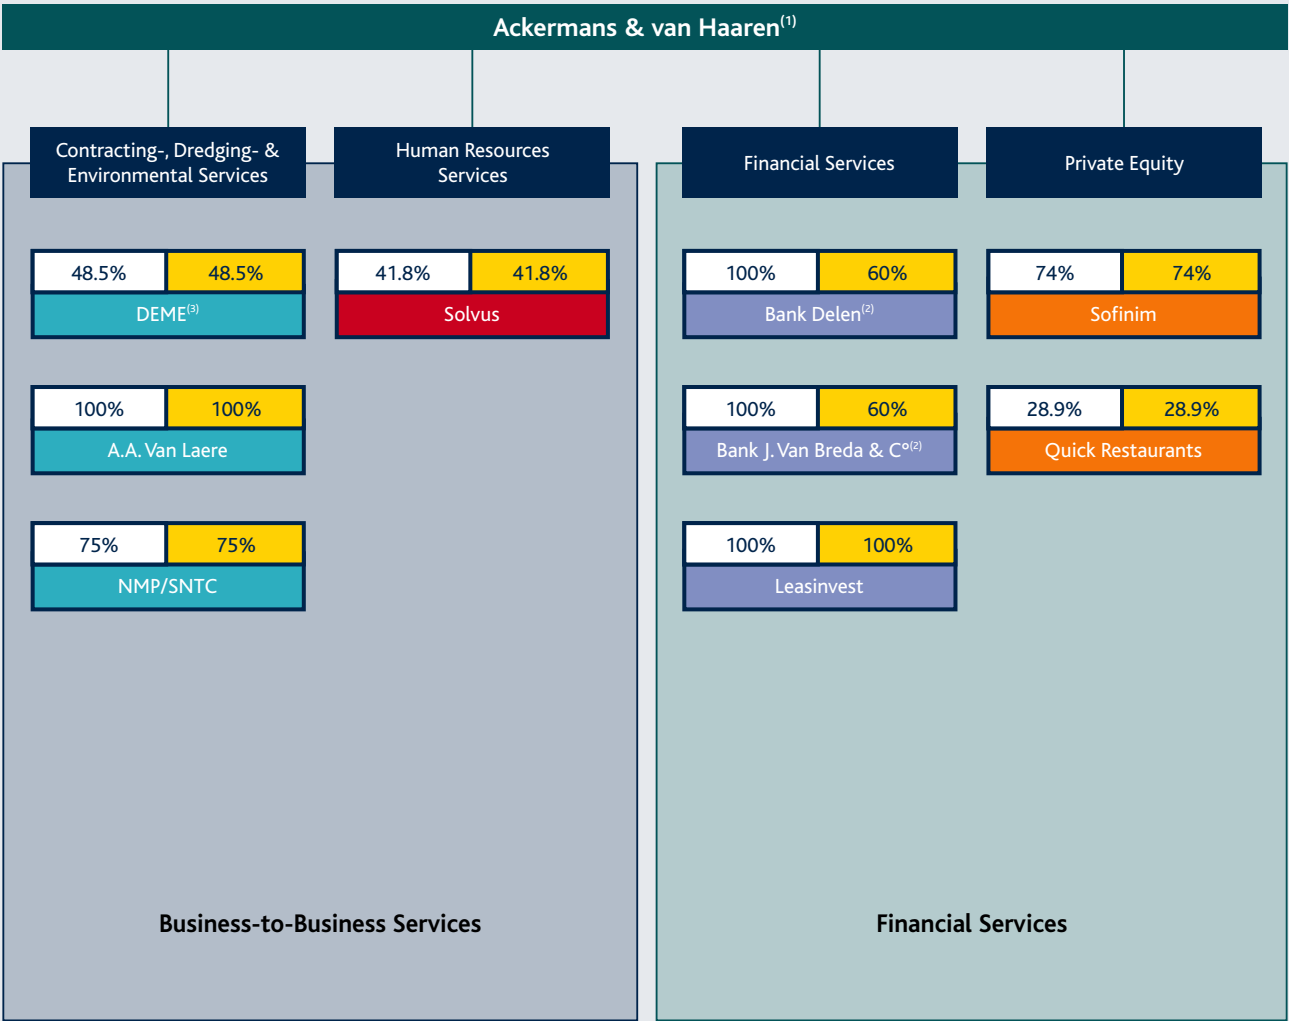 Ackermans & van Haaren(1)
Contracting-, Dredging- &
Environmental Services
Human Resources
Services
Financial Services
Private Equity
48.5% 48.5%
DEME(3)
41.8% 41.8%
Solvus
100% 60%
Bank Delen(2)
74% 74%
Sofinim
100% 100%
A.A. Van Laere
100% 60%
Bank J. Van Breda & C°(2)
28.9% 28.9%
Quick Restaurants
75% 75%
NMP/SNTC
100% 100%
Leasinvest
Business-to-Business Services
Financial Services